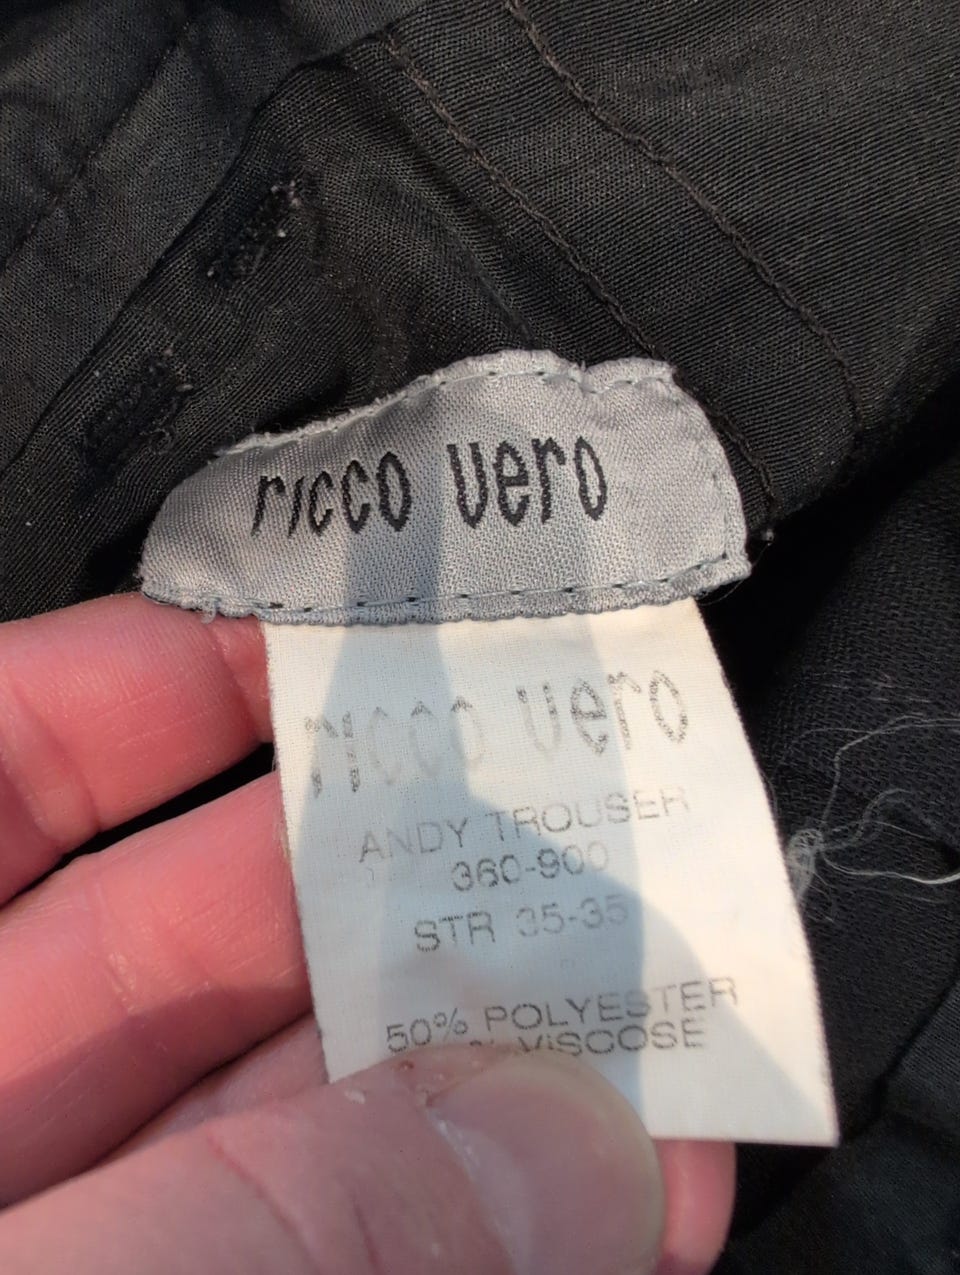 ricco vero
ricco vero
ANDY TROUSER
360-900
STR 35-35
50% POLYESTER
% VISCOSE